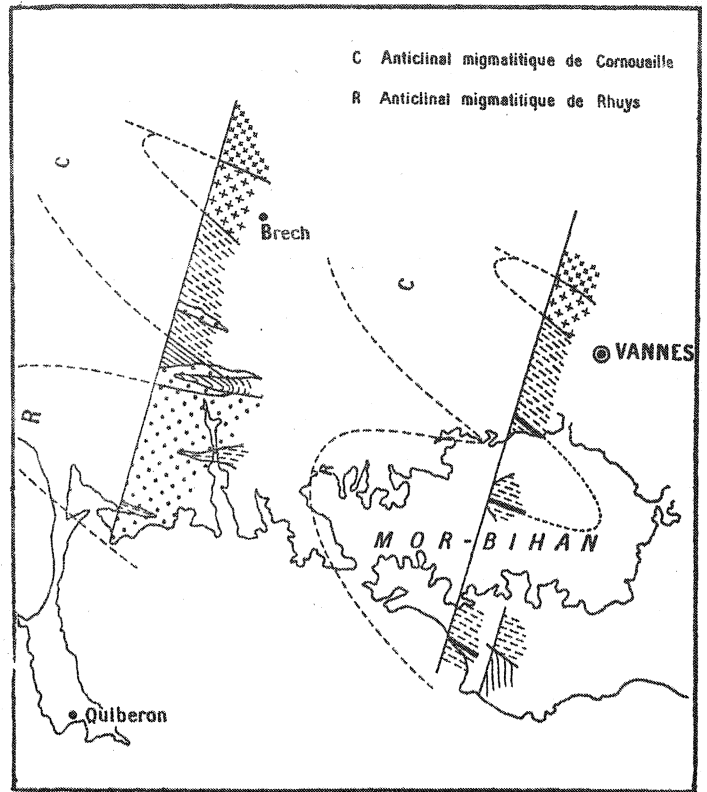 C Anticlinal migmatitique de Cornouaille
R Anticlinal migmatitique de Rhuys
C
Brech
C
VANNES
R
R
MOR-BIHAN
Quiberon